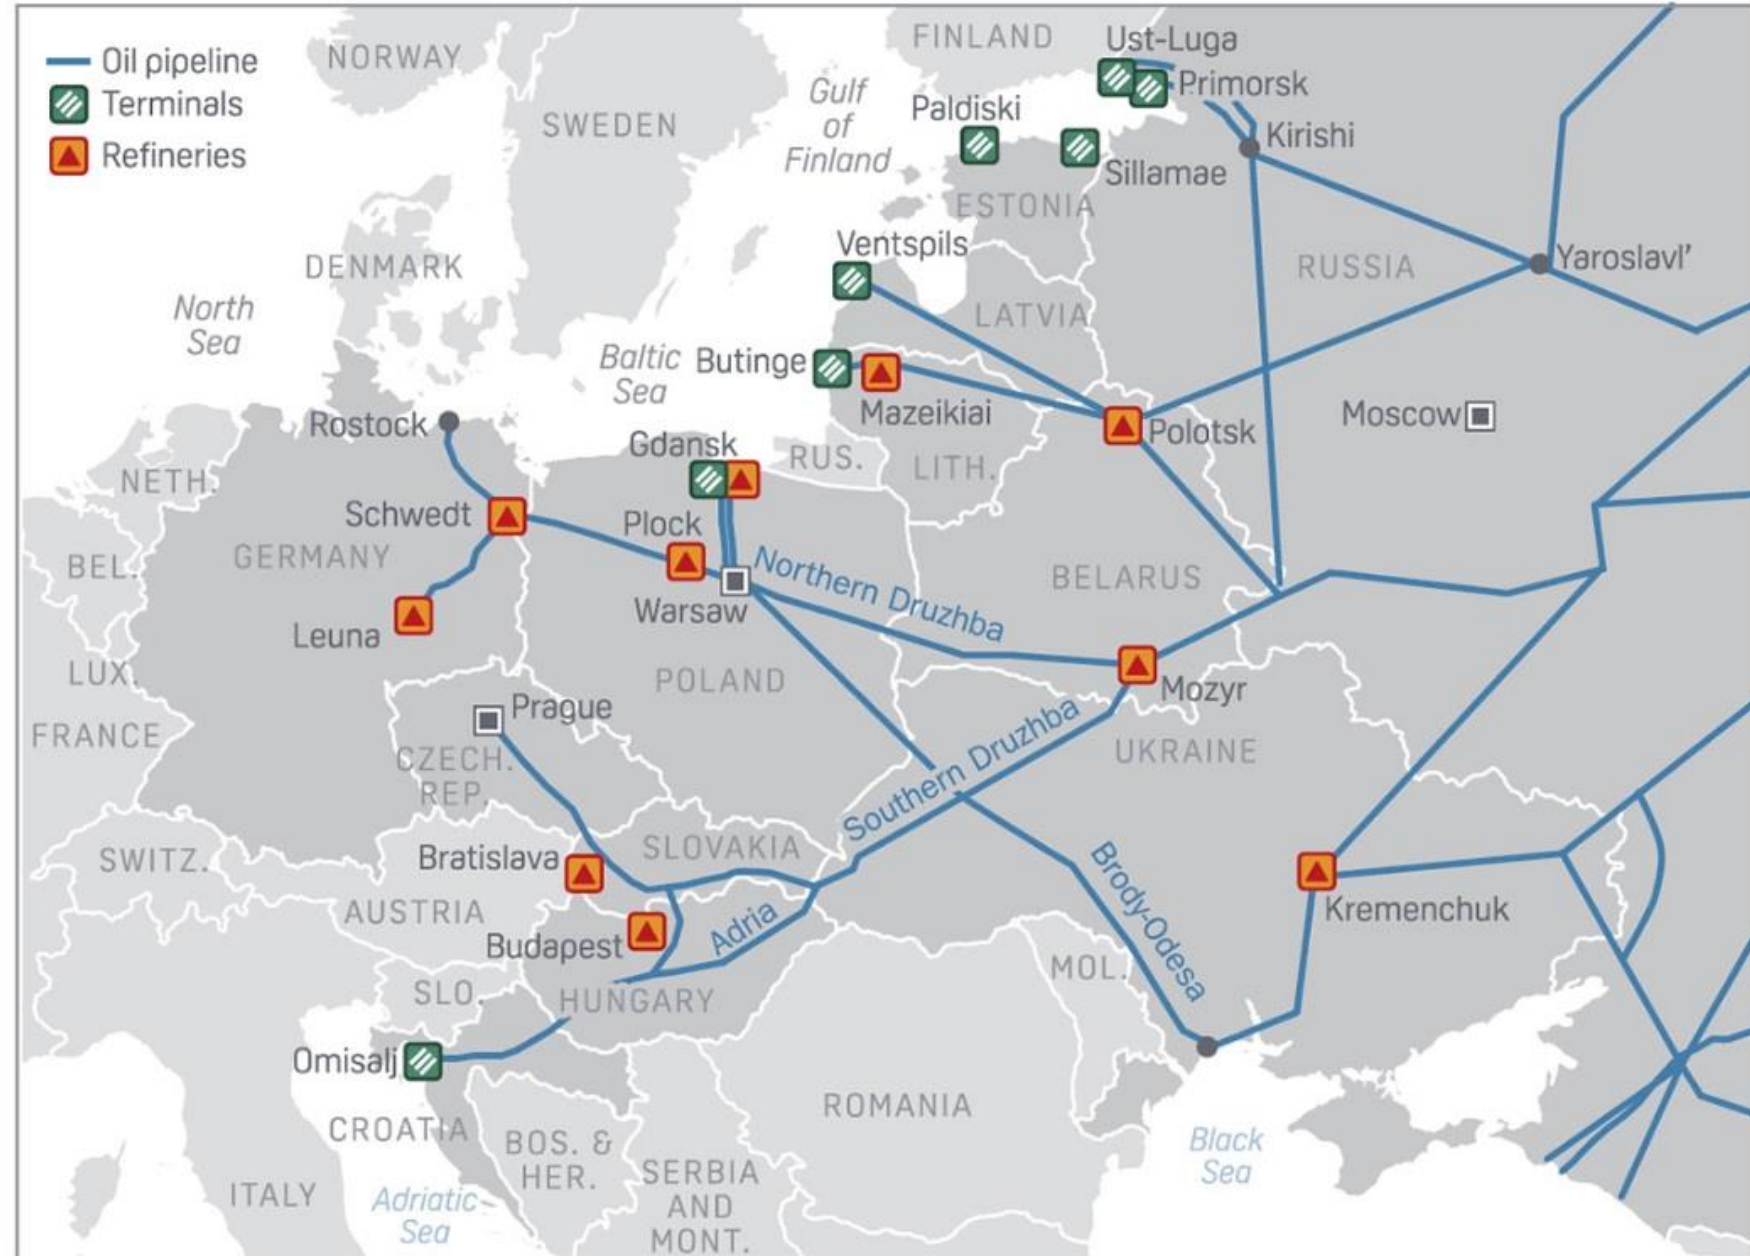 Oil pipeline
Terminals
Refineries
NORWAY
SWEDEN
FINLAND
Gulf
of
Finland
Ust-Luga
Primorsk
Paldiski
Kirishi
Sillamae
ESTONIA
Ventspils
RUSSIA
Yaroslavl’
DENMARK
North
Sea
LATVIA
Baltic
Sea
Butinge
Mazeikiai
Moscow
Polotsk
Rostock
Gdansk
RUS.
LITH.
NETH.
Schwedt
Plock
GERMANY
BEL.
Northern Druzhba
BELARUS
Warsaw
Leuna
LUX.
POLAND
Mozyr
Prague
FRANCE
CZECH.
REP.
Southern Druzhba
UKRAINE
SWITZ.
Bratislava
SLOVAKIA
AUSTRIA
Adria
Brody-Odesa
Kremenchuk
Budapest
MOL.
SLO.
HUNGARY
Omisalj
CROATIA
ROMANIA
BOS. &
HER.
Black
Sea
SERBIA
AND
MONT.
ITALY
Adriatic
Sea